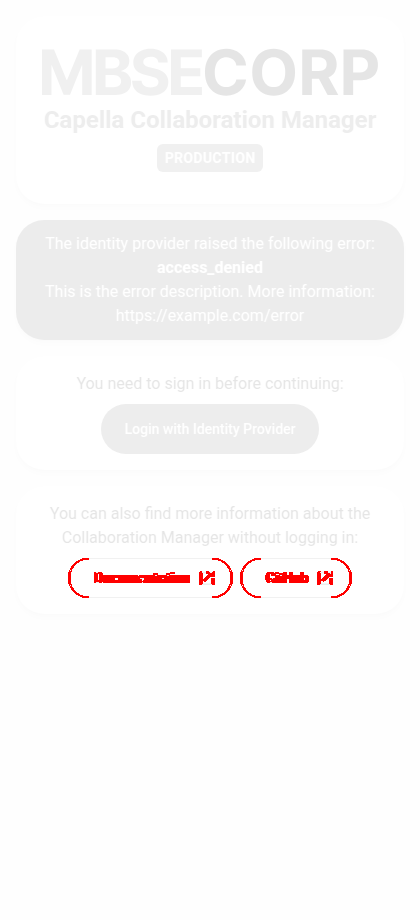 MBSECORP
Capella Collaboration Manager
PRODUCTION
The identity provider raised the following error:
access_denied
This is the error description. More information:
https://example.com/error
You need to sign in before continuing:
Login with Identity Provider
You can also find more information about the
Collaboration Manager without logging in:
Documentation GitHub